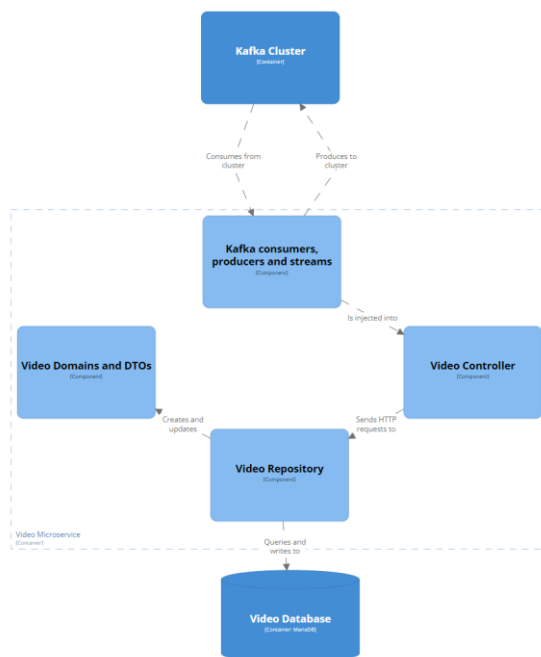 Kafka Cluster
[Container]
Consumes from
cluster
Produces to
cluster
Kafka consumers,
producers and streams
[Component]
Is injected into
Video Domains and DTOs
[Component]
Video Controller
[Component]
Creates and
updates
Sends HTTP
requests to
Video Repository
[Component]
Video Microservice
[Container]
Queries and
writes to
Video Database
[Container: MariaDB]